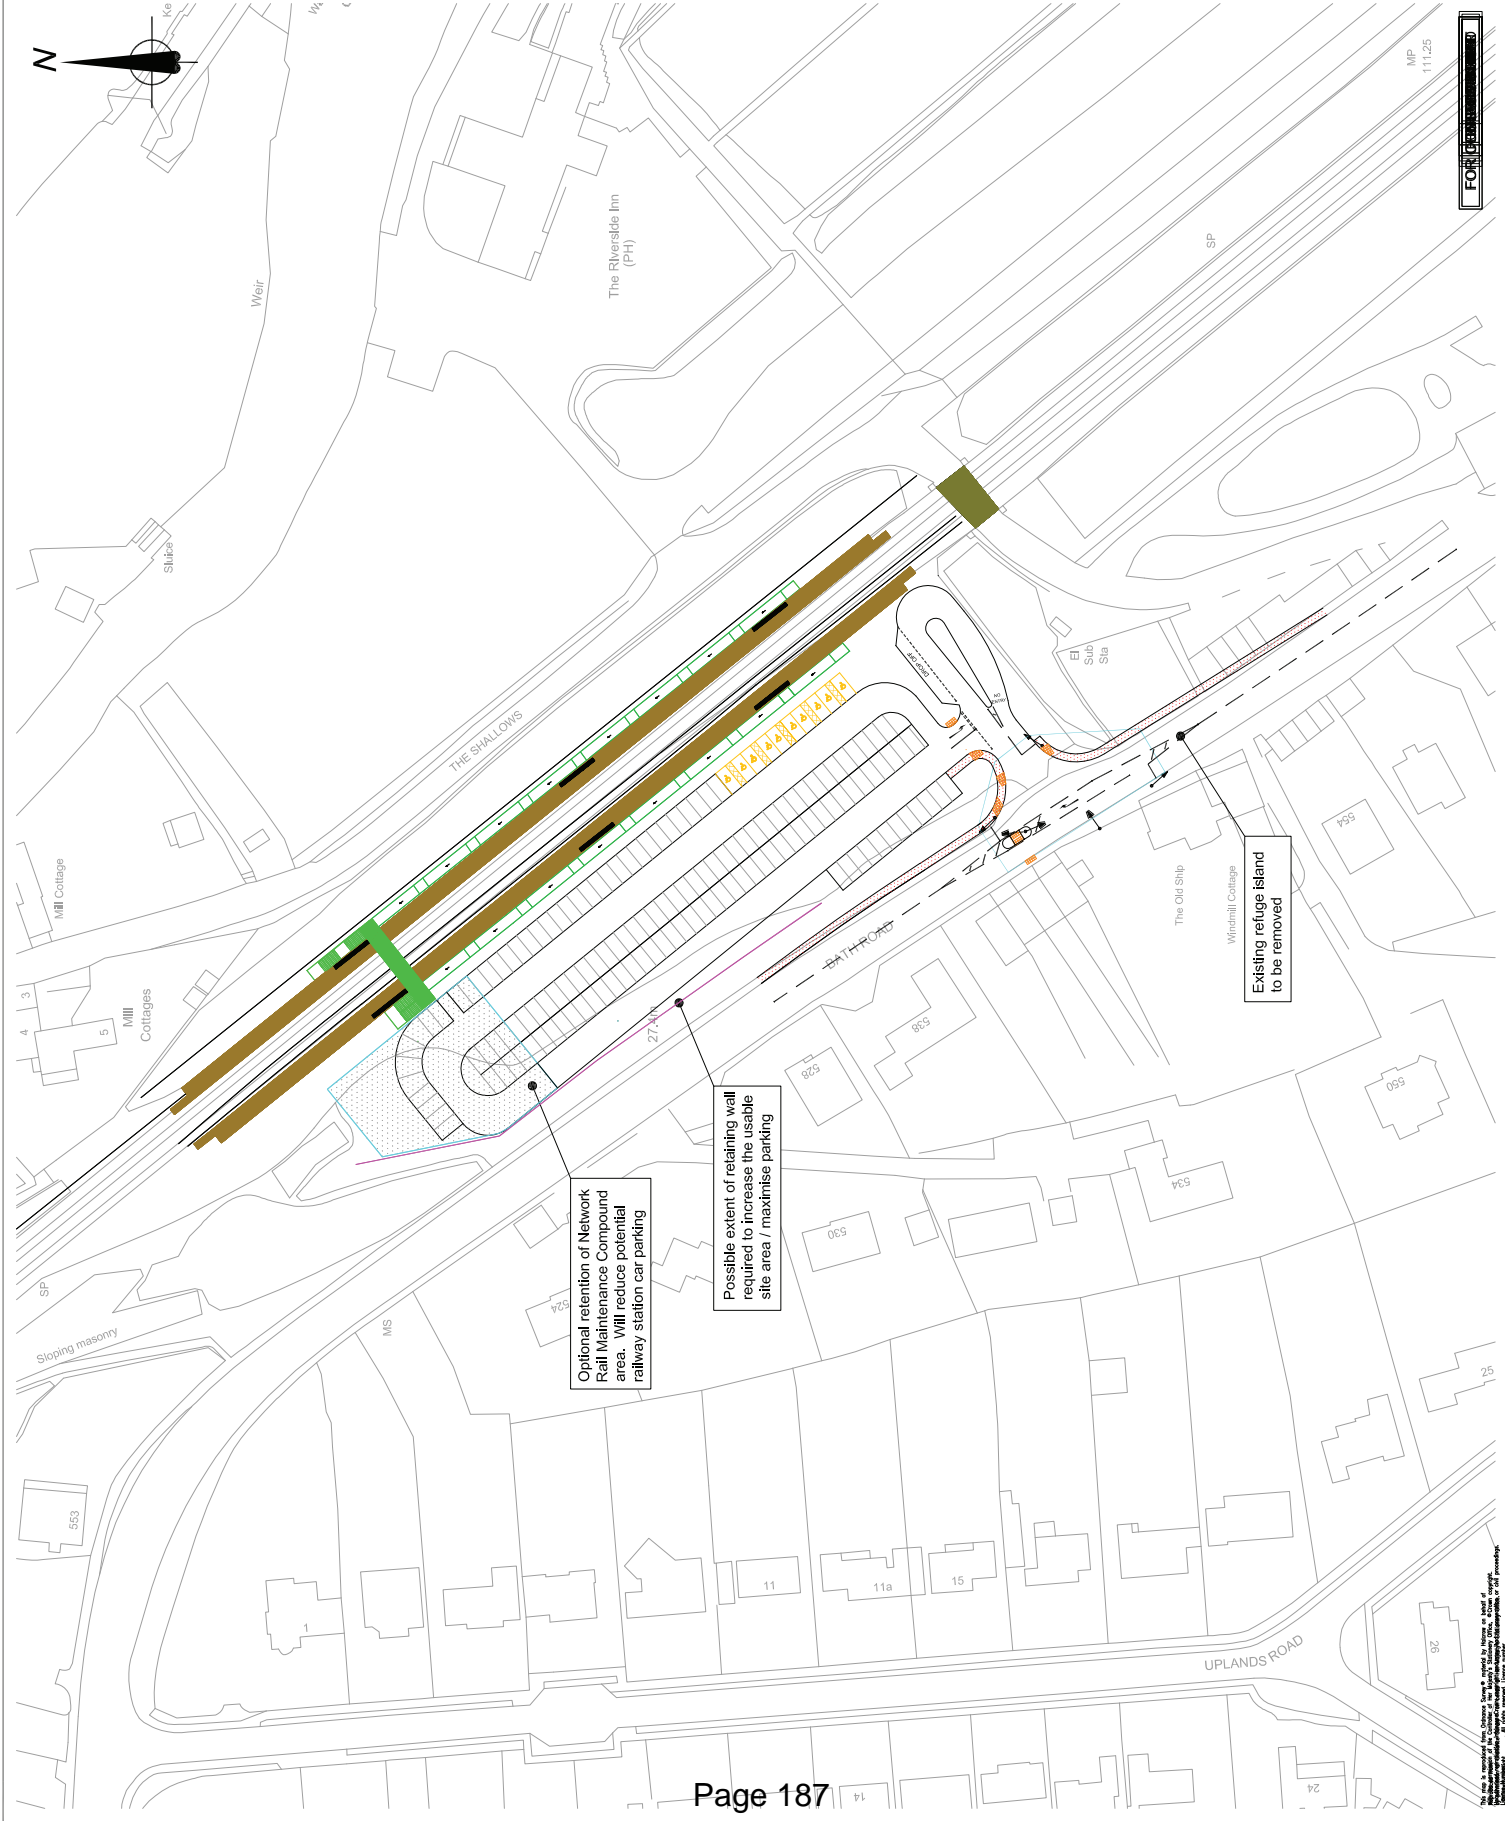 N
Ke
Weir
The Riverside Inn
(PH)
MP
111.25
FOR
SP
Sluice
THE SHALLOWS
Mill Cottage
3
4
5
Mill
Cottages
DROP OFF
El
Sub
Sta
BATH ROAD
27.4m
The Old Ship
Windmill Cottage
554
Existing refuge island
to be removed
538
528
550
534
530
524
Possible extent of retaining wall
required to increase the usable
site area / maximise parking
Optional retention of Network
Rail Maintenance Compound
area. Will reduce potential
railway station car parking
SP
Sloping masonry
MS
553
1
11
11a
15
25
26
24
14
UPLANDS ROAD
Page 187